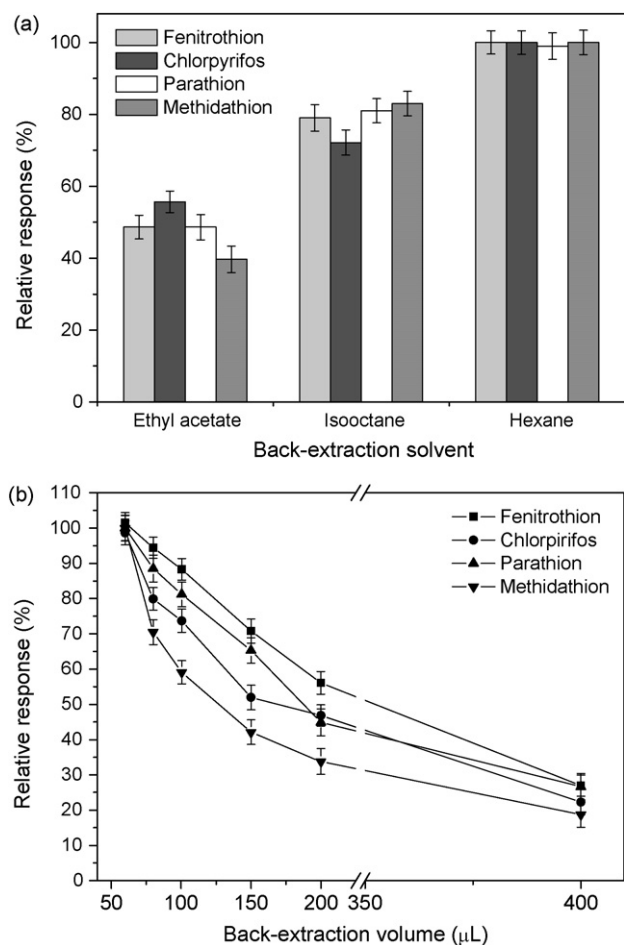 (a)
Fenitrothion
Chlorpyrifos
Parathion
Methidathion
100
80
60
40
20
0
Relative response (%)
Ethyl acetate Isooctane Hexane
Back-extraction solvent
(b)
110
100
90
80
70
60
50
40
30
20
10
0
Relative response (%)
Fenitrothion
Chlorpirifos
Parathion
Methidathion
50 100 150 200 350 400
Back-extraction volume (μL)